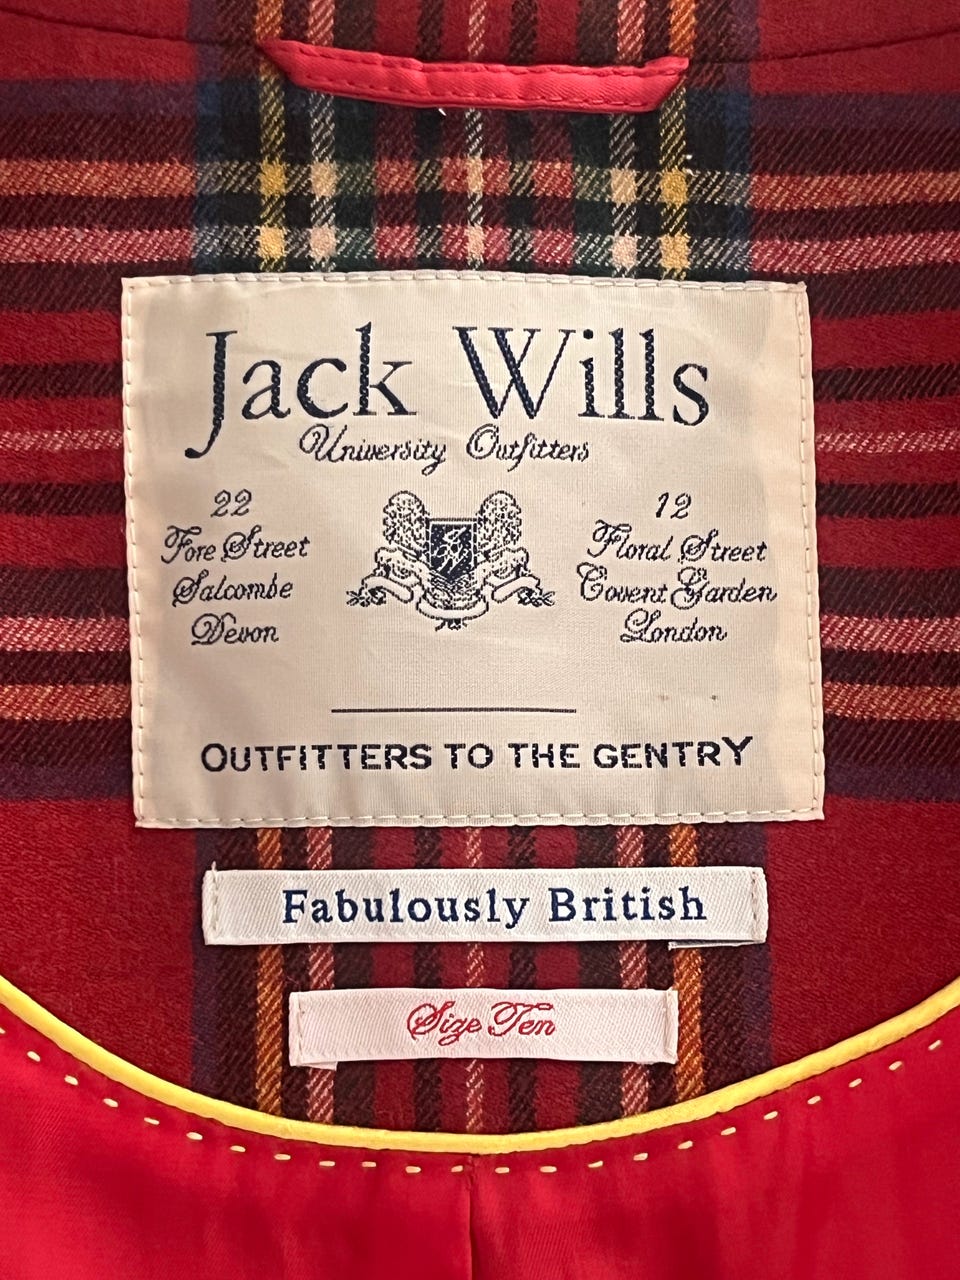 Jack Wills
University Outfitters
22
Fore Street
Salcombe
Devon
12
Floral Street
Covent Garden
London
OUTFITTERS TO THE GENTRY
Fabulously British
Size Ten